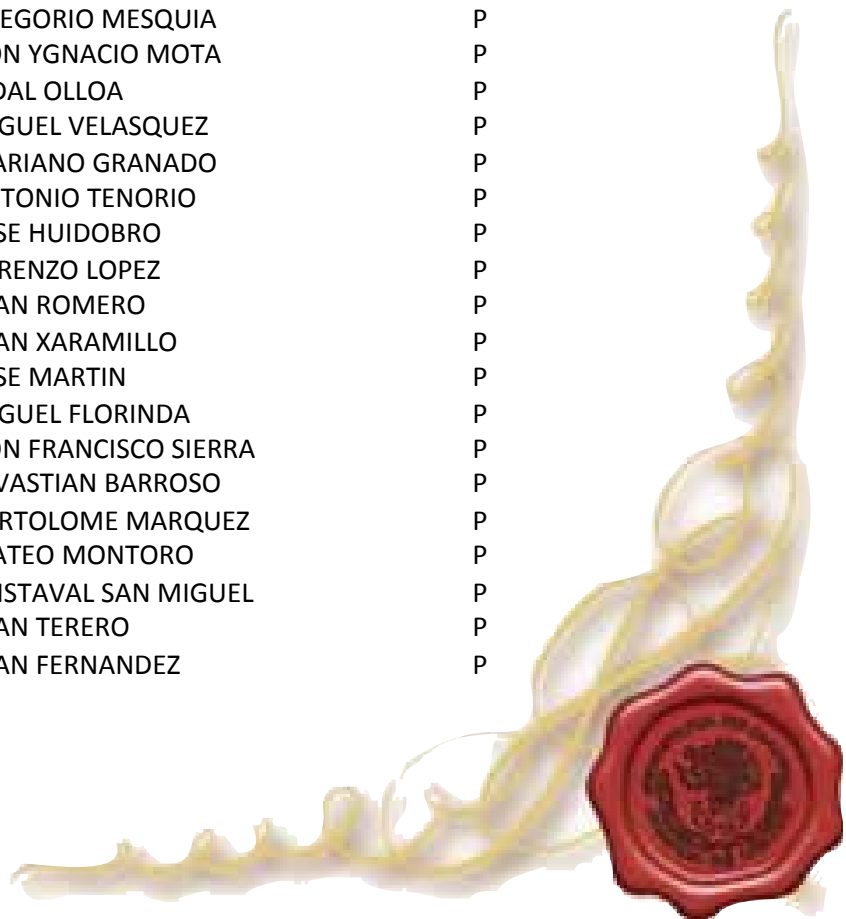 EGORIO MESQUIA P
ON YGNACIO MOTA P
DAL OLLOA P
GUEL VELASQUEZ P
ARIANO GRANADO P
TONIO TENORIO P
SE HUIDOBRO P
RENZO LOPEZ P
AN ROMERO P
AN XARAMILLO P
SE MARTIN P
GUEL FLORINDA P
ON FRANCISCO SIERRA P
VASTIAN BARROSO P
RTOLOME MARQUEZ P
ATEO MONTORO P
ISTAVAL SAN MIGUEL P
AN TERERO P
AN FERNANDEZ P